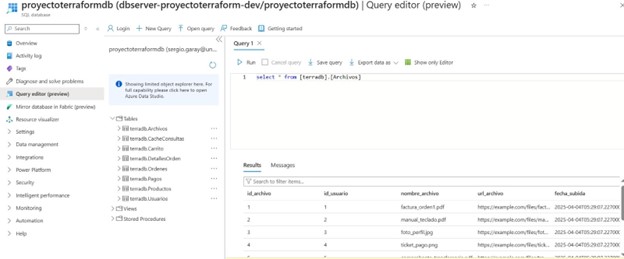 proyectoterraformdb (dbserver-proyectoterraform-dev/proyectoterraformdb) | Query editor (preview)
SQL database
Search
Login
New Query
Open query
Feedback
Getting started
Overview
Activity log
Tags
Diagnose and solve problems
Query editor (preview)
Mirror database in Fabric (preview)
Resource visualizer
Settings
Data management
Integrations
Power Platform
Security
Intelligent performance
Monitoring
Automation
Help
proyectoterraformdb (sergio.garay@un...
Showing limited object explorer here. For
full capability please click here to open
Azure Data Studio.
Tables
terradb.Archivos
terradb.CacheConsultas
terradb.Carrito
terradb.DetallesOrden
terradb.Ordenes
terradb.Pagos
terradb.Productos
terradb.Usuarios
Views
Stored Procedures
Query 1
Run
Cancel query
Save query
Export data as
Show only Editor
1 select * from [terradb].[Archivos]
Results Messages
Search to filter items...
id_archivo id_usuario nombre_archivo url_archivo fecha_subida
1 1 factura_orden1.pdf https://example.com/files/fact... 2025-04-04T05:29:07.227000
2 2 manual_teclado.pdf https://example.com/files/ma... 2025-04-04T05:29:07.227000
3 3 foto_perfil.jpg https://example.com/files/fot... 2025-04-04T05:29:07.227000
4 4 ticket_pago.png https://example.com/files/tick... 2025-04-04T05:29:07.227000